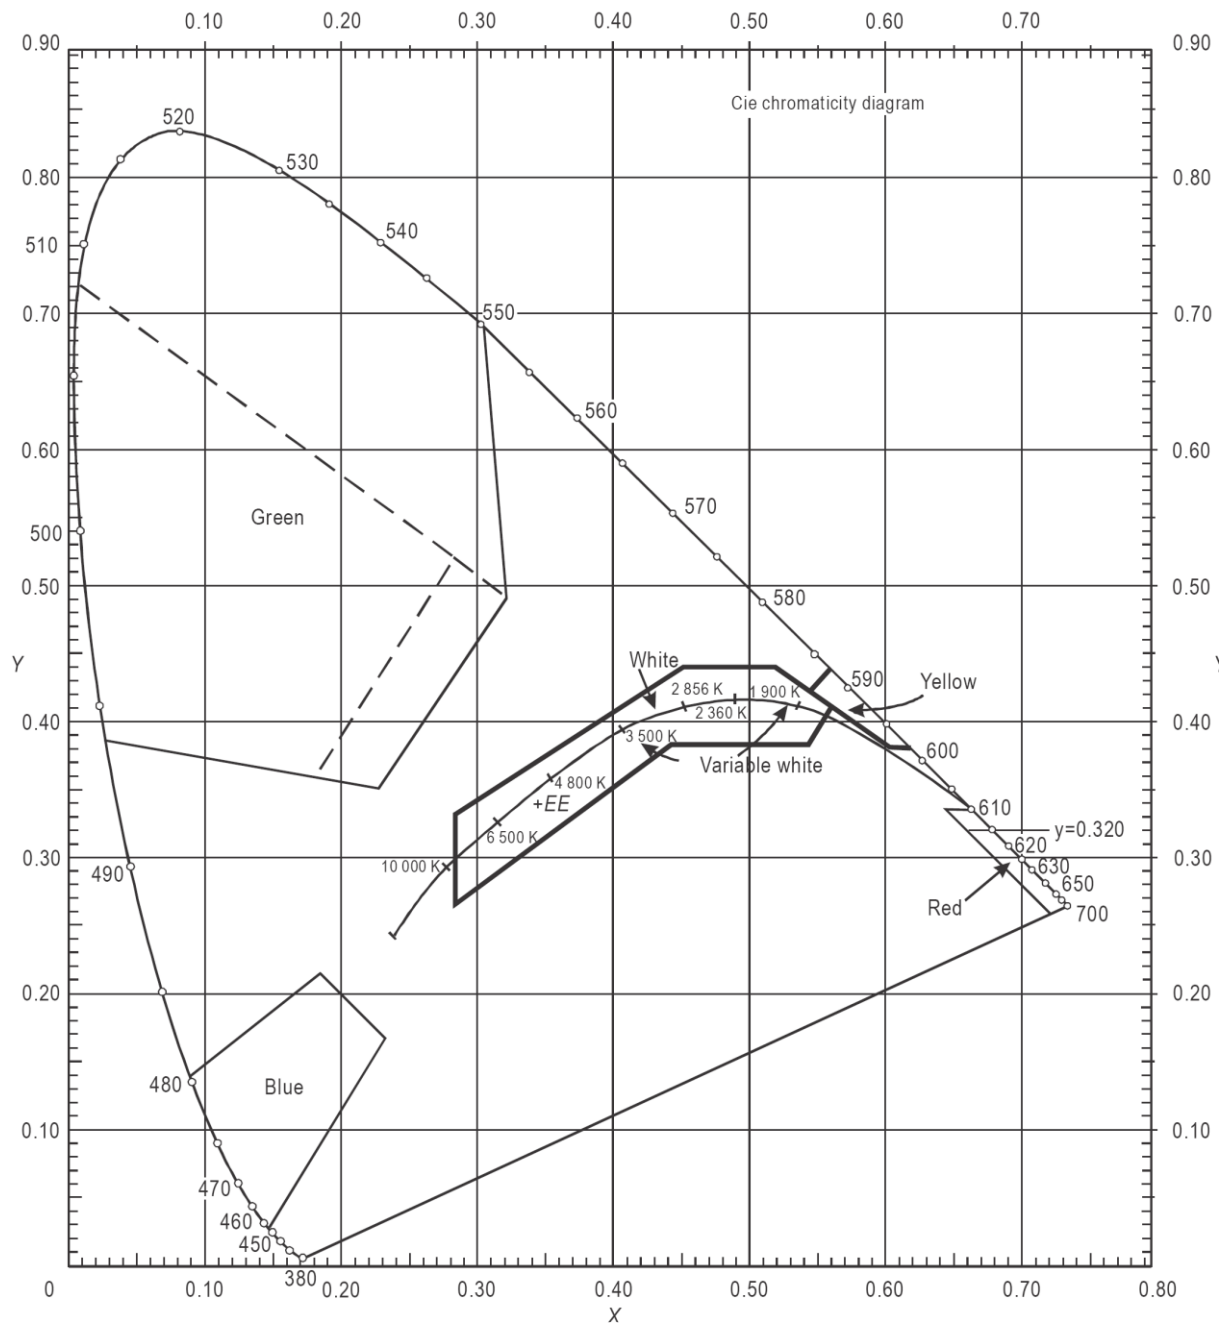 0.10 0.20 0.30 0.40 0.50 0.60 0.70
0.90 0.90
Cie chromaticity diagram
520
530
0.80 0.80
540
510
550
0.70 0.70
560
0.60 0.60
570
Green
500
0.50 0.50
580
Y
White
590
2 856 K 1 900 K
Yellow
2 360 K
0.40 0.40
3 500 K
600
Variable white
4 800 K
+EE
610
6 500 K
y=0.320
620
0.30 0.30
10 000 K
630
490
650
Red
700
0.20 0.20
480
Blue
0.10 0.10
470
460
450
380
0 0.10 0.20 0.30 0.40 0.50 0.60 0.70 0.80
X